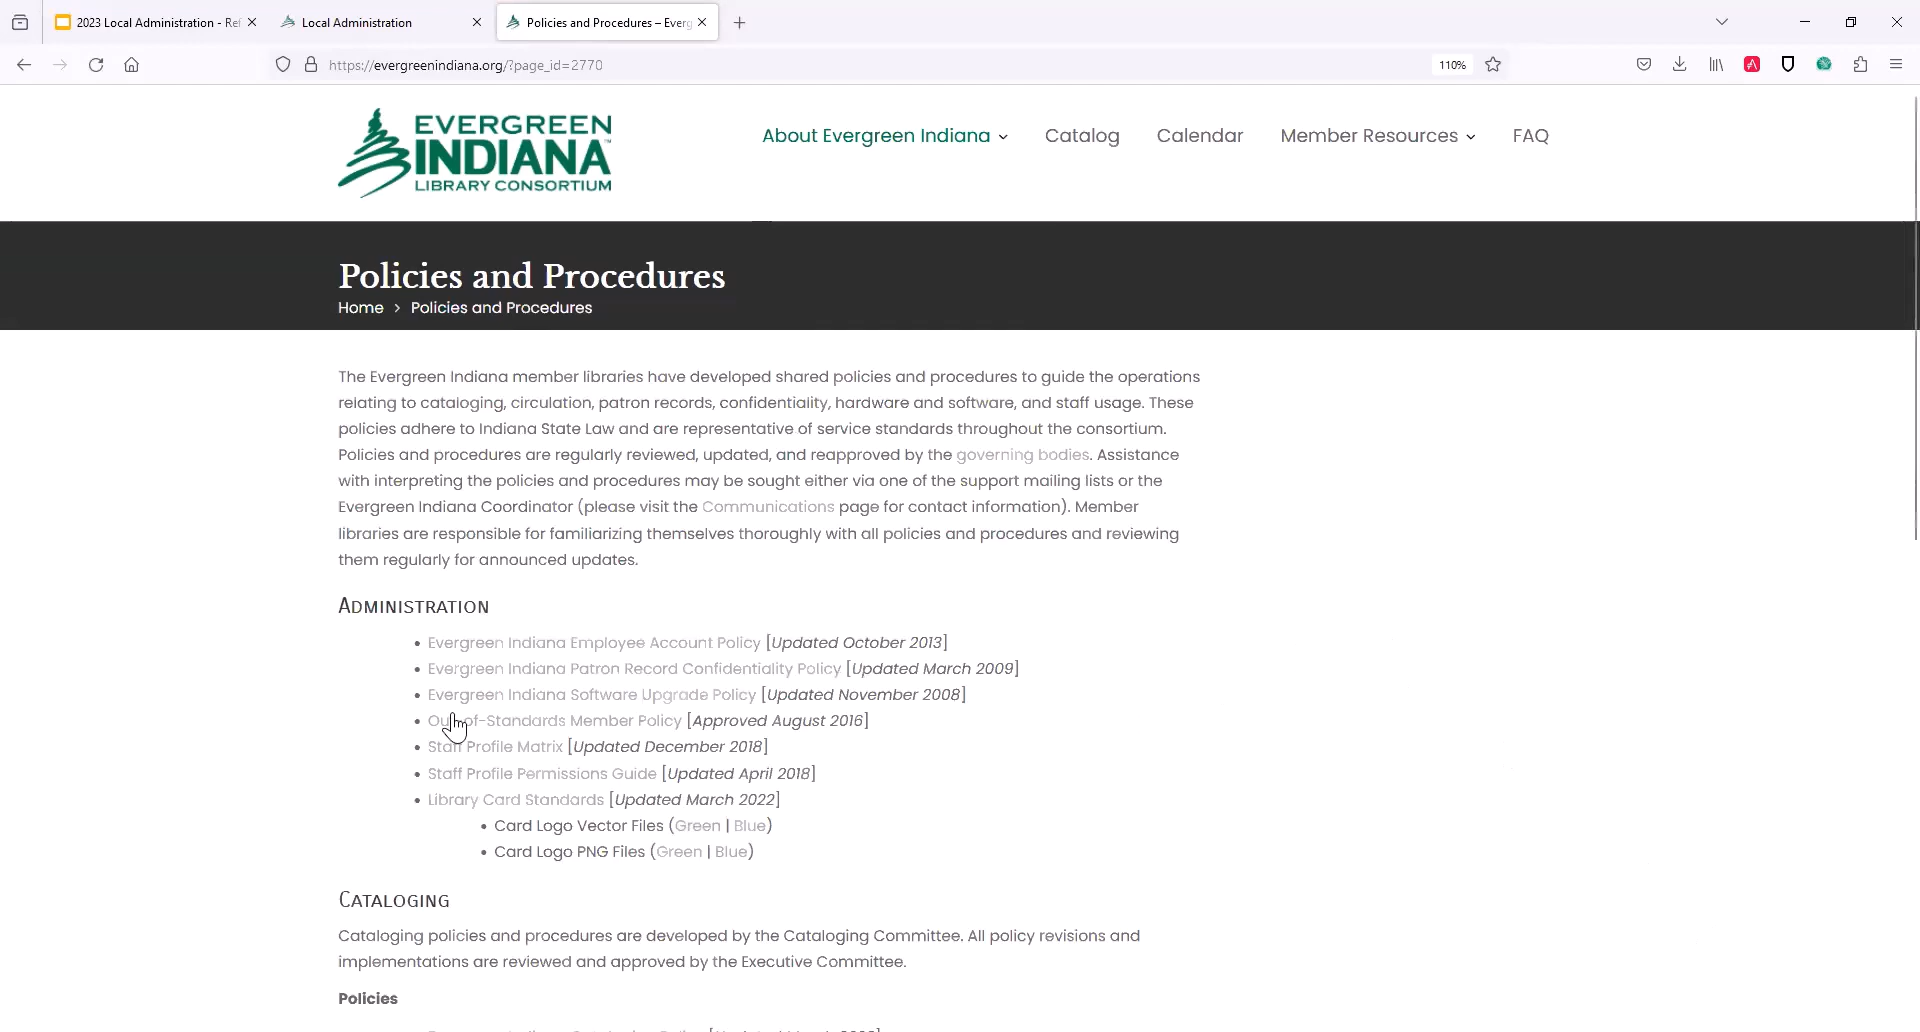 2023 Local Administration - Ref
Local Administration
Policies and Procedures – Everg
https://evergreenindiana.org/?page_id=2770
110%
EVERGREEN
INDIANA
LIBRARY CONSORTIUM
About Evergreen Indiana
Catalog
Calendar
Member Resources
FAQ
Policies and Procedures
Home > Policies and Procedures
The Evergreen Indiana member libraries have developed shared policies and procedures to guide the operations
relating to cataloging, circulation, patron records, confidentiality, hardware and software, and staff usage. These
policies adhere to Indiana State Law and are representative of service standards throughout the consortium.
Policies and procedures are regularly reviewed, updated, and reapproved by the governing bodies. Assistance
with interpreting the policies and procedures may be sought either via one of the support mailing lists or the
Evergreen Indiana Coordinator (please visit the Communications page for contact information). Member
libraries are responsible for familiarizing themselves thoroughly with all policies and procedures and reviewing
them regularly for announced updates.
Administration
• Evergreen Indiana Employee Account Policy [Updated October 2013]
• Evergreen Indiana Patron Record Confidentiality Policy [Updated March 2009]
• Evergreen Indiana Software Upgrade Policy [Updated November 2008]
• Out-of-Standards Member Policy [Approved August 2016]
• Staff Profile Matrix [Updated December 2018]
• Staff Profile Permissions Guide [Updated April 2018]
• Library Card Standards [Updated March 2022]
• Card Logo Vector Files (Green | Blue)
• Card Logo PNG Files (Green | Blue)
Cataloging
Cataloging policies and procedures are developed by the Cataloging Committee. All policy revisions and
implementations are reviewed and approved by the Executive Committee.
Policies